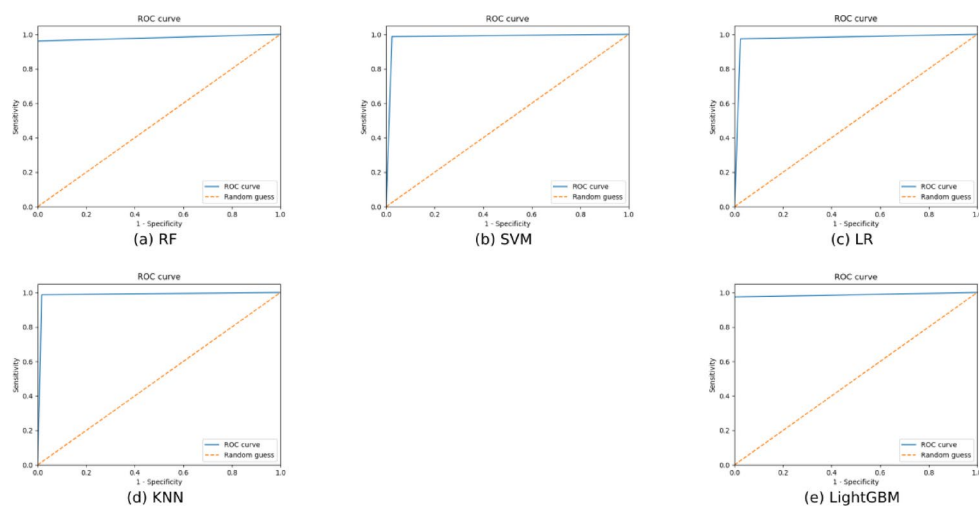 ROC curve
1.0
0.8
0.6
0.4
0.2
0.0
Sensitivity
ROC curve
Random guess
0.0 0.2 0.4 0.6 0.8 1.0
1 - Specificity
(a) RF
ROC curve
1.0
0.8
0.6
0.4
0.2
0.0
Sensitivity
ROC curve
Random guess
0.0 0.2 0.4 0.6 0.8 1.0
1 - Specificity
(b) SVM
ROC curve
1.0
0.8
0.6
0.4
0.2
0.0
Sensitivity
ROC curve
Random guess
0.0 0.2 0.4 0.6 0.8 1.0
1 - Specificity
(c) LR
ROC curve
1.0
0.8
0.6
0.4
0.2
0.0
Sensitivity
ROC curve
Random guess
0.0 0.2 0.4 0.6 0.8 1.0
1 - Specificity
(d) KNN
ROC curve
1.0
0.8
0.6
0.4
0.2
0.0
Sensitivity
ROC curve
Random guess
0.0 0.2 0.4 0.6 0.8 1.0
1 - Specificity
(e) LightGBM